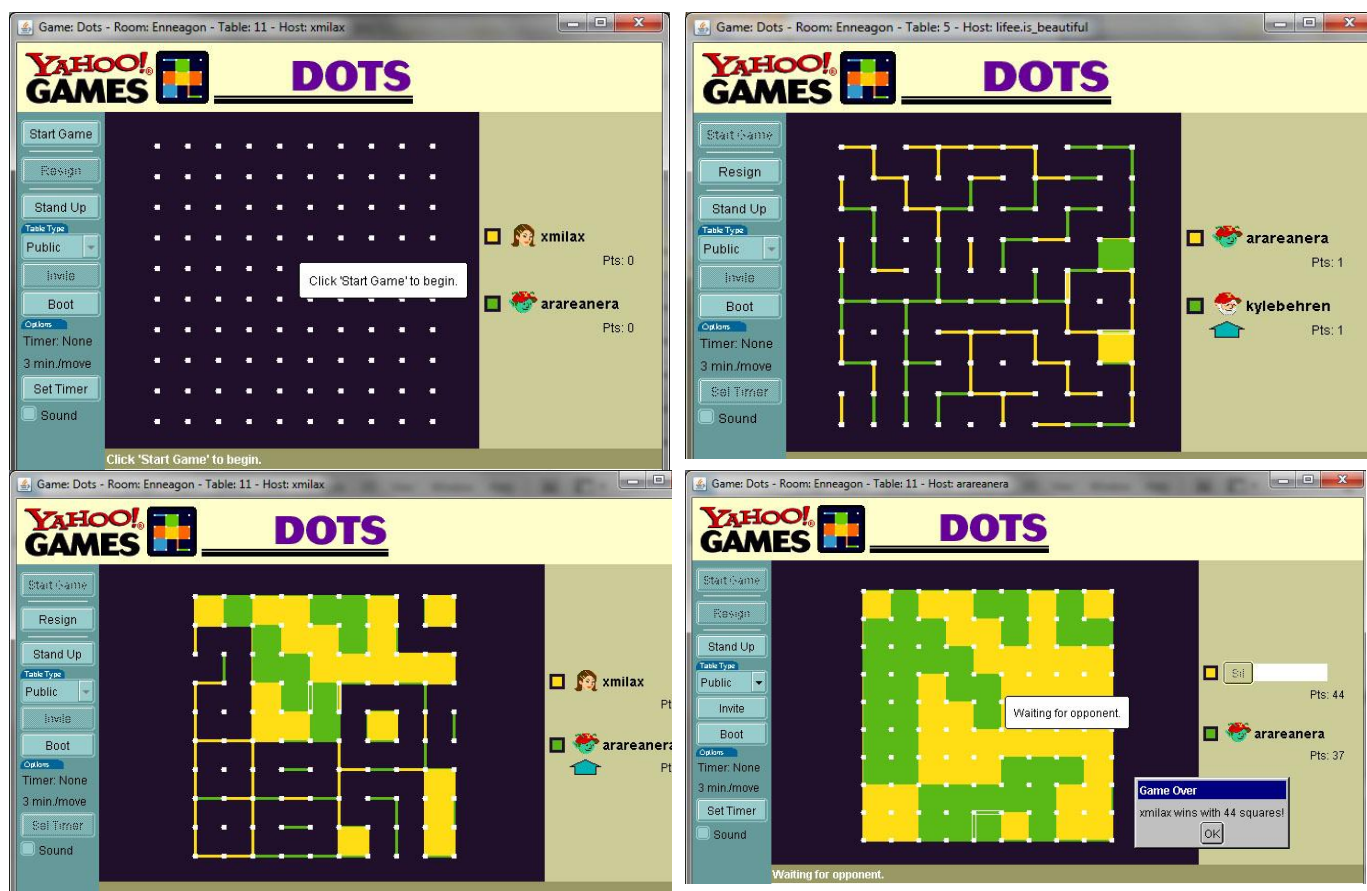 Game: Dots - Room: Enneagon - Table: 11 - Host: xmilax
YAHOO!® GAMES
DOTS
Start Game
Resign
Stand Up
Table Type
Public
Invite
Boot
Options
Timer: None
3 min./move
Set Timer
Sound
Click 'Start Game' to begin.
xmilax
Pts: 0
arareanera
Pts: 0
Click 'Start Game' to begin.
Game: Dots - Room: Enneagon - Table: 5 - Host: lifee.is_beautiful
YAHOO!® GAMES
DOTS
Start Game
Resign
Stand Up
Table Type
Public
Invite
Boot
Options
Timer: None
3 min./move
Set Timer
Sound
arareanera
Pts: 1
kylebehren
Pts: 1
Game: Dots - Room: Enneagon - Table: 11 - Host: xmilax
YAHOO!® GAMES
DOTS
Start Game
Resign
Stand Up
Table Type
Public
Invite
Boot
Options
Timer: None
3 min./move
Set Timer
Sound
xmilax
Pt
arareanera
Pt
Game: Dots - Room: Enneagon - Table: 11 - Host: arareanera
YAHOO!® GAMES
DOTS
Start Game
Resign
Stand Up
Table Type
Public
Invite
Boot
Options
Timer: None
3 min./move
Set Timer
Sound
Waiting for opponent.
Sit
Pts: 44
arareanera
Pts: 37
Game Over
xmilax wins with 44 squares!
OK
Waiting for opponent.